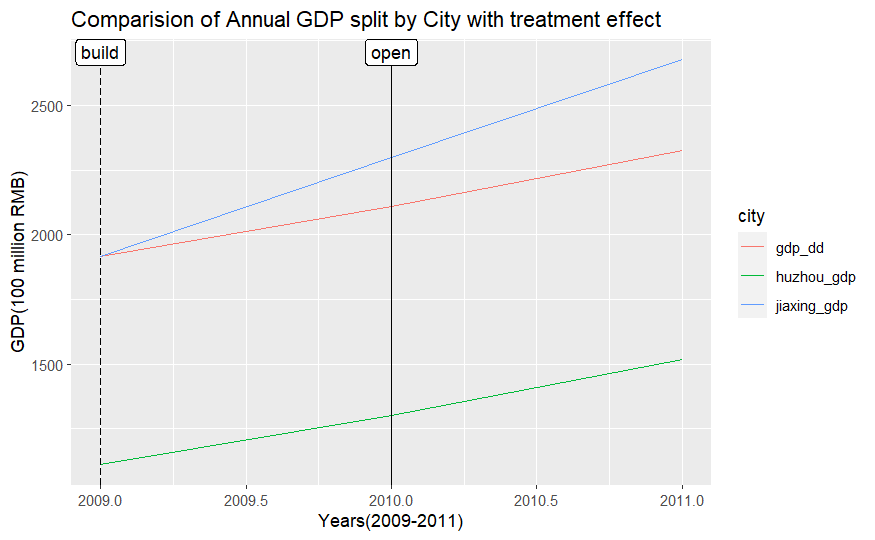 Comparision of Annual GDP split by City with treatment effect
build
open
2500
2000
1500
GDP(100 million RMB)
2009.0
2009.5
2010.0
2010.5
2011.0
Years(2009-2011)
city
gdp_dd
huzhou_gdp
jiaxing_gdp